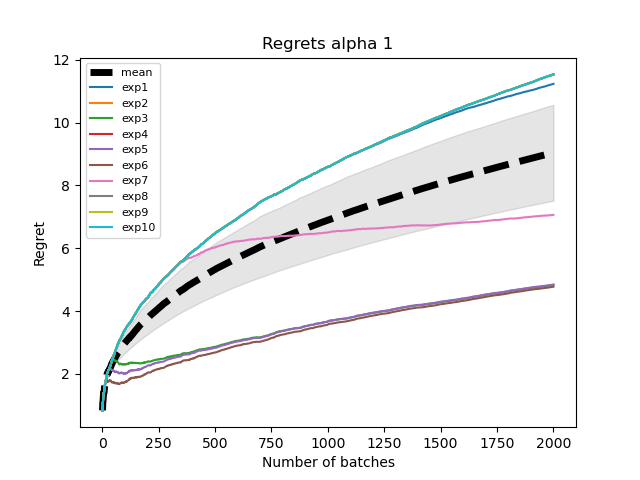 Regrets alpha 1
12
10
8
6
4
2
Regret
mean
exp1
exp2
exp3
exp4
exp5
exp6
exp7
exp8
exp9
exp10
0 250 500 750 1000 1250 1500 1750 2000
Number of batches